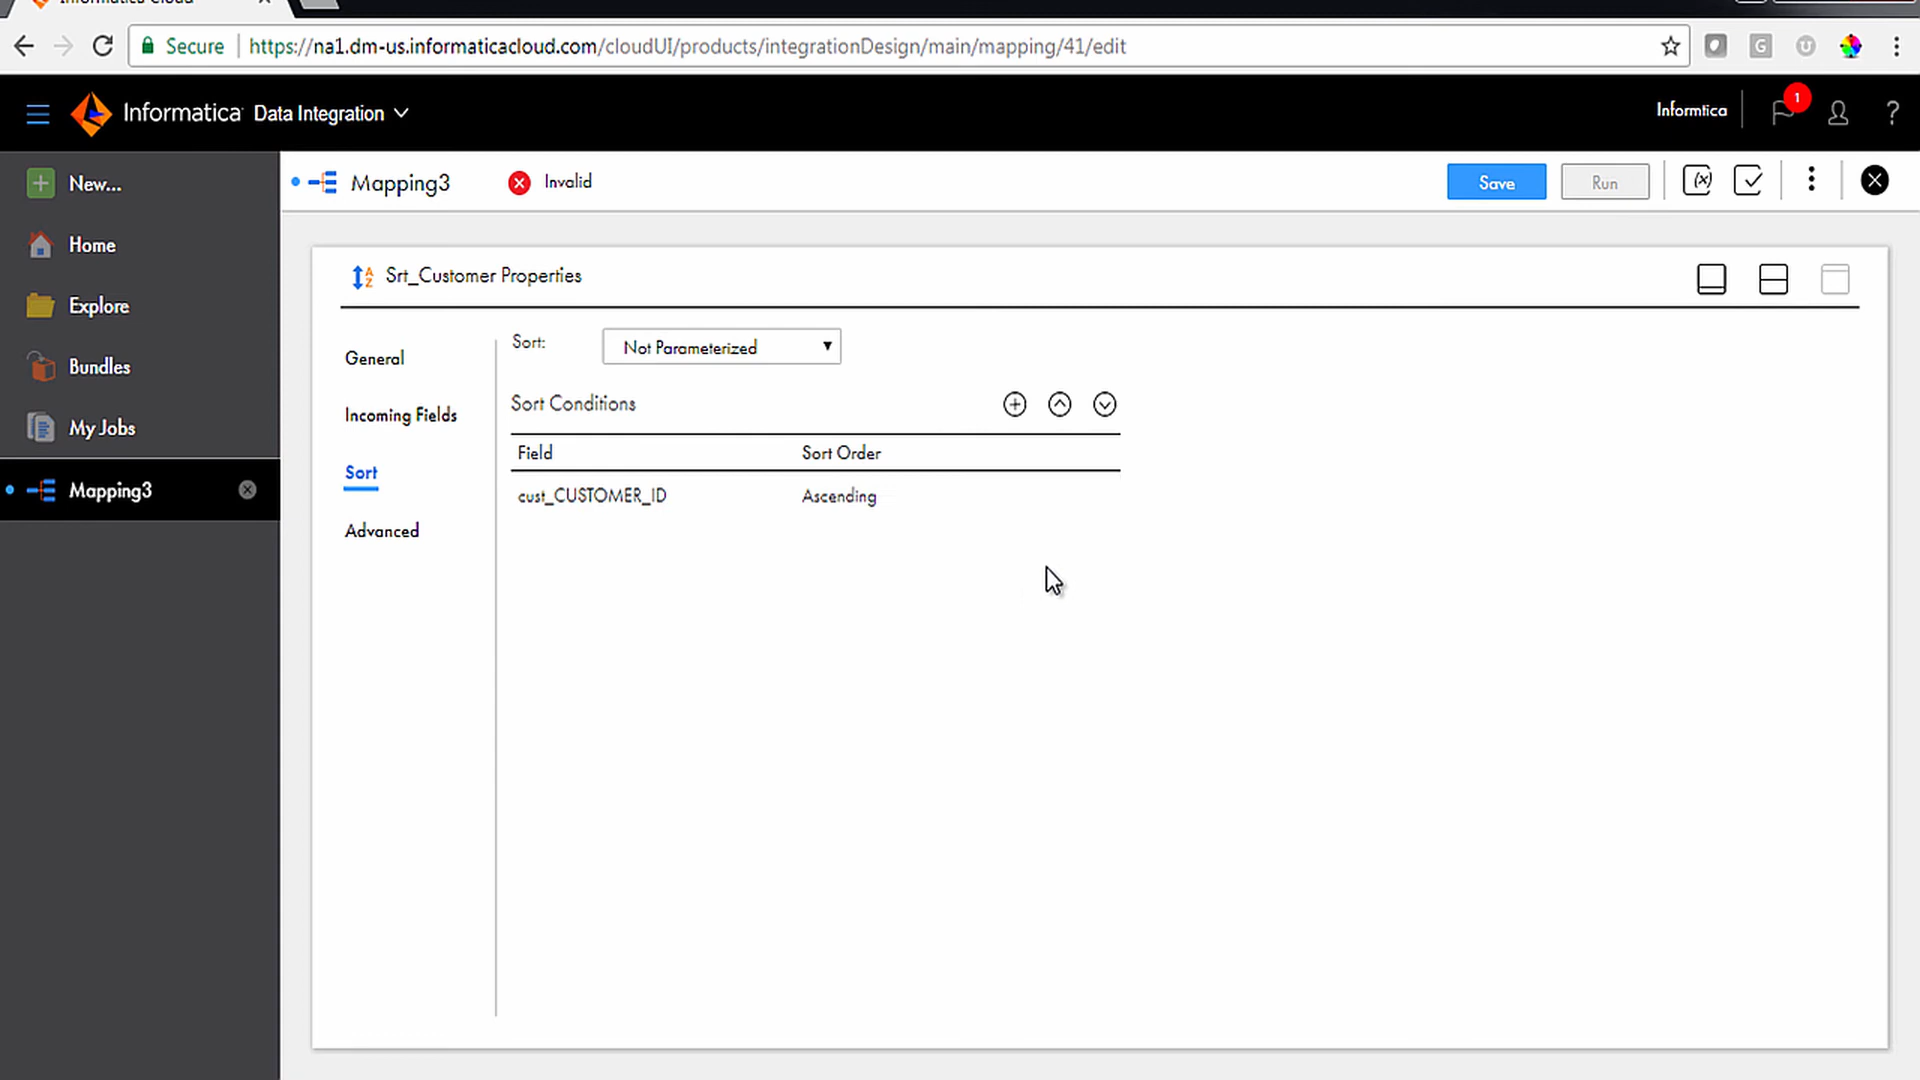 Informatica Cloud
Secure
https://na1.dm-us.informaticacloud.com/cloudUI/products/integrationDesign/main/mapping/41/edit
Informatica Data Integration
Informtica
1
?
New...
Home
Explore
Bundles
My Jobs
Mapping3
Mapping3
Invalid
Save
Run
(x)
Srt_Customer Properties
General
Incoming Fields
Sort
Advanced
Sort:
Not Parameterized
Sort Conditions
Field
Sort Order
cust_CUSTOMER_ID
Ascending